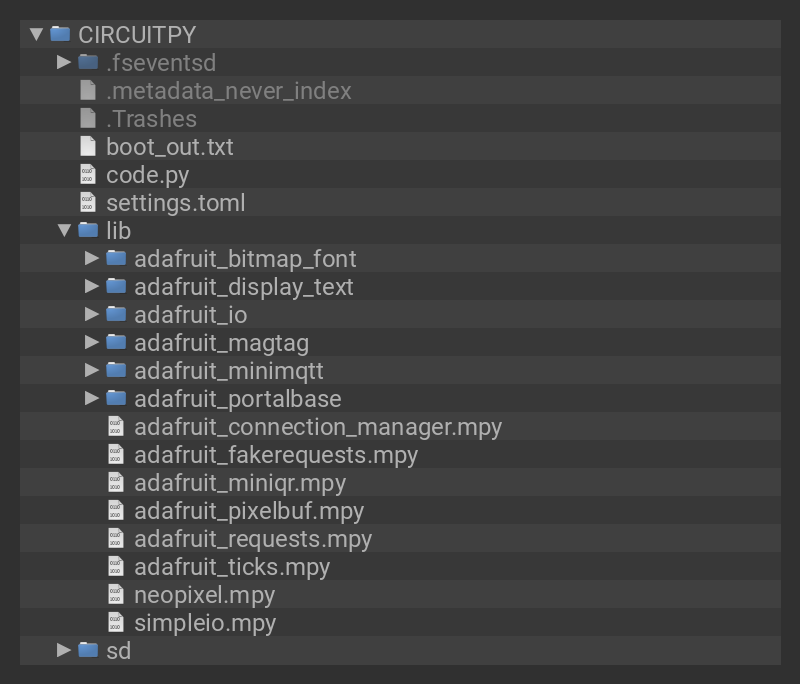 CIRCUITPY
.fseventsd
.metadata_never_index
.Trashes
boot_out.txt
code.py
settings.toml
lib
adafruit_bitmap_font
adafruit_display_text
adafruit_io
adafruit_magtag
adafruit_minimqtt
adafruit_portalbase
adafruit_connection_manager.mpy
adafruit_fakerequests.mpy
adafruit_miniqr.mpy
adafruit_pixelbuf.mpy
adafruit_requests.mpy
adafruit_ticks.mpy
neopixel.mpy
simpleio.mpy
sd